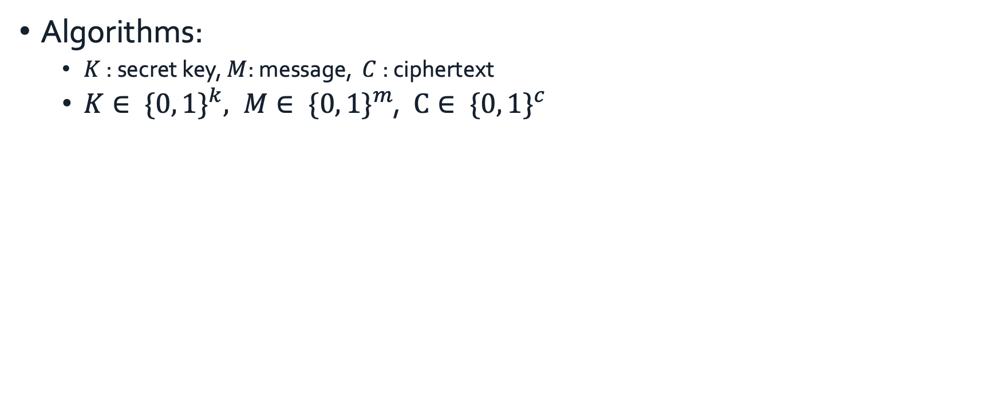 • Algorithms:
• K : secret key, M: message, C : ciphertext
• K ∈ {0, 1}ᵏ, M ∈ {0, 1}ᵐ, C ∈ {0, 1}ᶜ